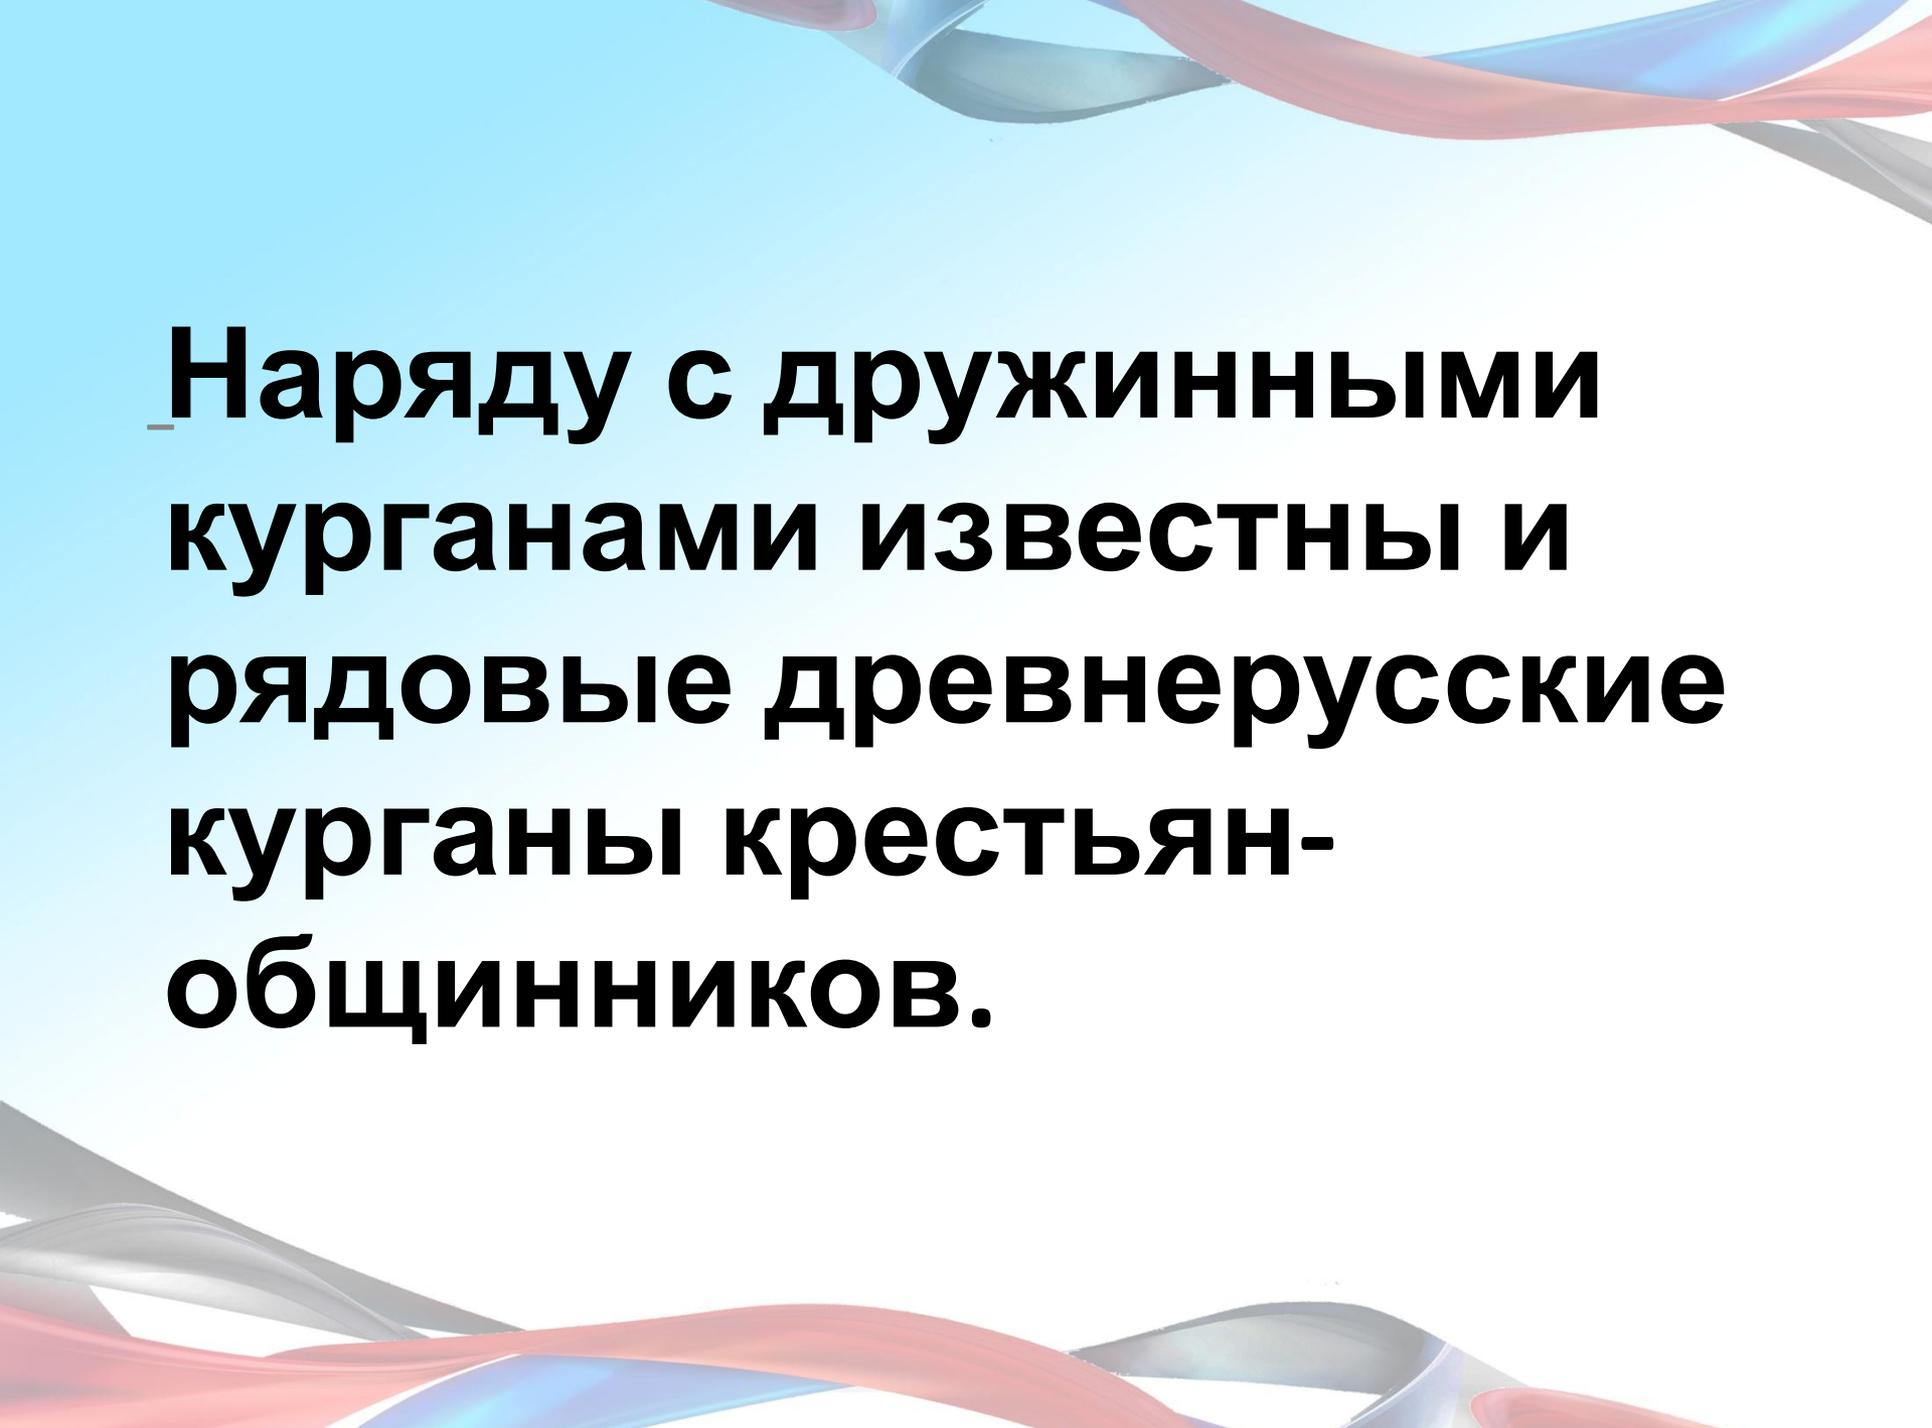 Наряду с дружинными
курганами известны и
рядовые древнерусские
курганы крестьян-
общинников.